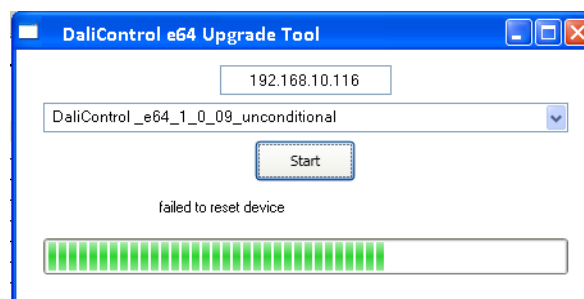 DaliControl e64 Upgrade Tool
192.168.10.116
DaliControl _e64_1_0_09_unconditional
Start
failed to reset device